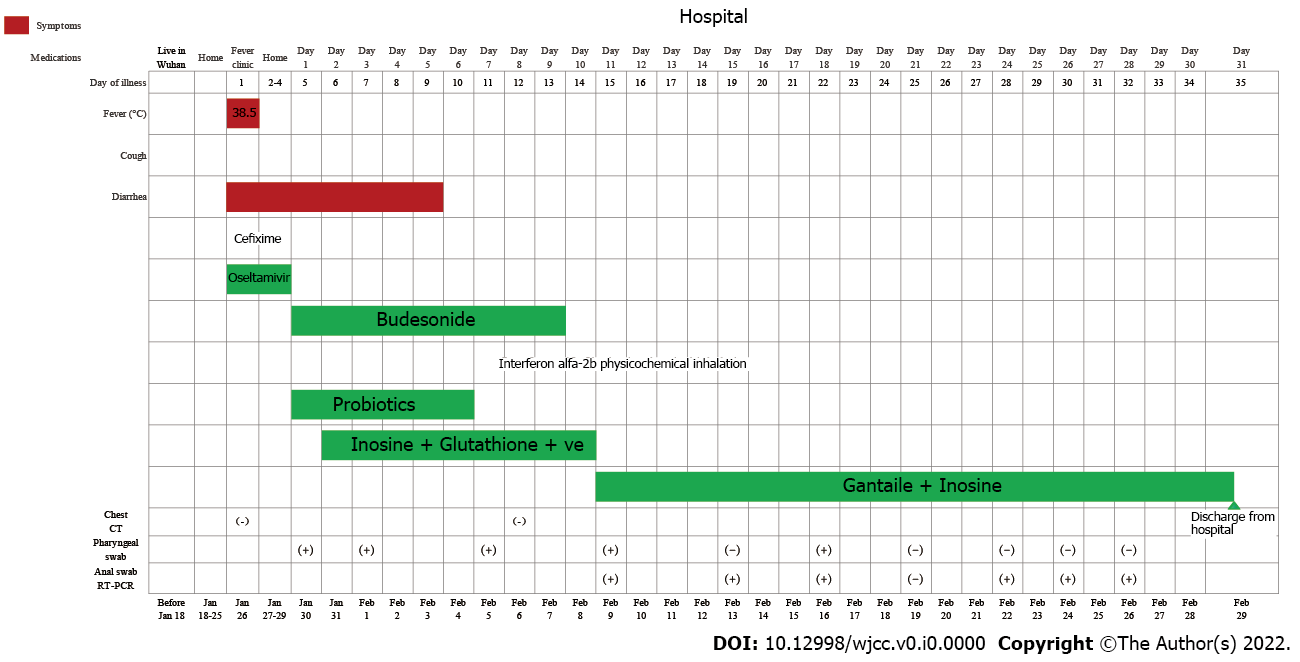 Hospital
Symptoms
Medications
Live in Wuhan Home Fever clinic Home Day 1 Day 2 Day 3 Day 4 Day 5 Day 6 Day 7 Day 8 Day 9 Day 10 Day 11 Day 12 Day 13 Day 14 Day 15 Day 16 Day 17 Day 18 Day 19 Day 20 Day 21 Day 22 Day 23 Day 24 Day 25 Day 26 Day 27 Day 28 Day 29 Day 30 Day 31
Day of illness 1 2-4 5 6 7 8 9 10 11 12 13 14 15 16 17 18 19 20 21 22 23 24 25 26 27 28 29 30 31 32 33 34 35
Fever (°C) 38.5
Cough
Diarrhea
Cefixime
Oseltamivir
Budesonide
Interferon alfa-2b physicochemical inhalation
Probiotics
Inosine + Glutathione + ve
Gantaile + Inosine
Discharge from
hospital
Chest CT (-) (-)
Pharyngeal swab (+) (+) (+) (+) (−) (+) (−) (−) (−) (−)
Anal swab RT-PCR (+) (+) (+) (−) (+) (+) (+)
Before Jan 18 Jan 18-25 Jan 26 Jan 27-29 Jan 30 Jan 31 Feb 1 Feb 2 Feb 3 Feb 4 Feb 5 Feb 6 Feb 7 Feb 8 Feb 9 Feb 10 Feb 11 Feb 12 Feb 13 Feb 14 Feb 15 Feb 16 Feb 17 Feb 18 Feb 19 Feb 20 Feb 21 Feb 22 Feb 23 Feb 24 Feb 25 Feb 26 Feb 27 Feb 28 Feb 29
DOI: 10.12998/wjcc.v0.i0.0000 Copyright ©The Author(s) 2022.